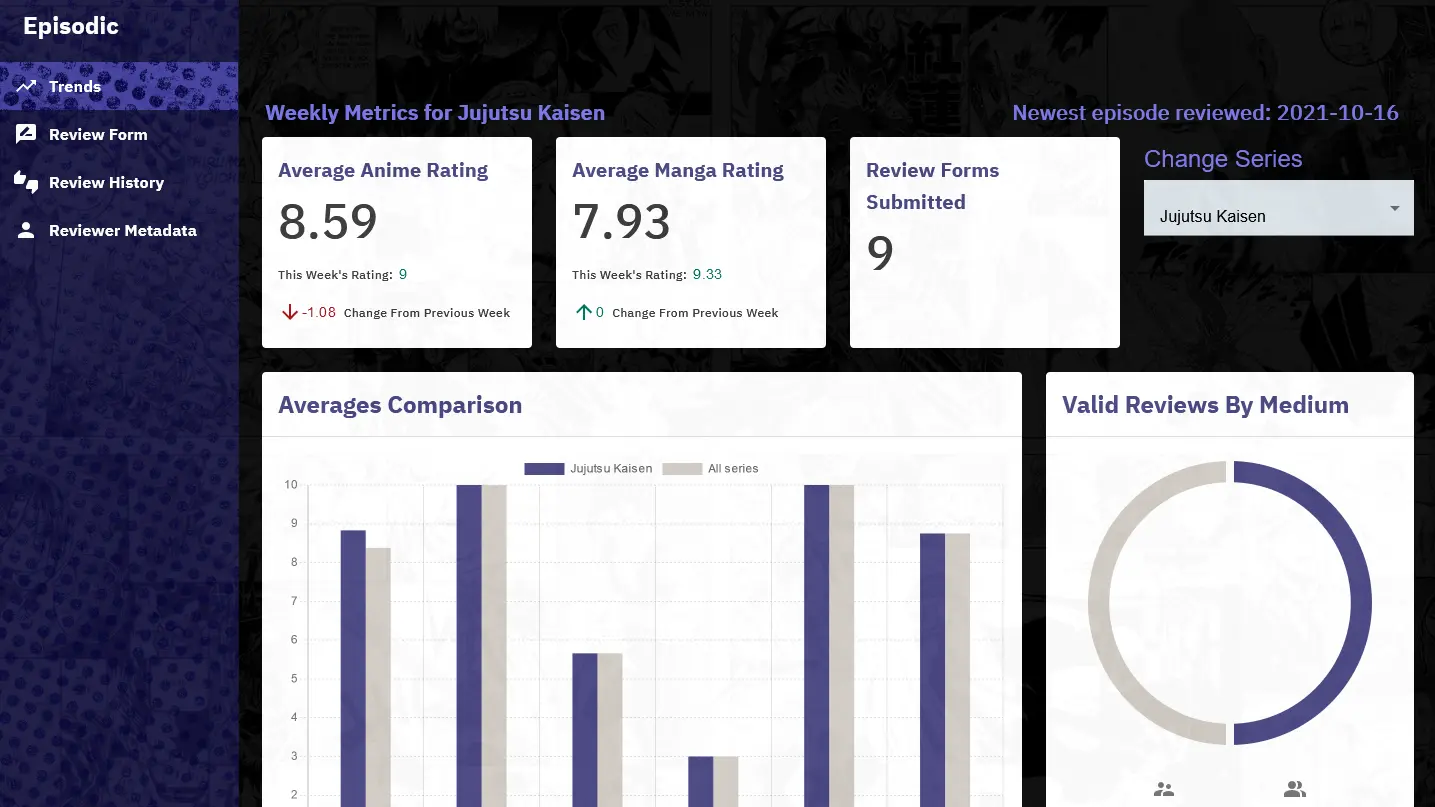 Episodic
Trends
Review Form
Review History
Reviewer Metadata
Weekly Metrics for Jujutsu Kaisen
Newest episode reviewed: 2021-10-16
Average Anime Rating
8.59
This Week's Rating: 9
-1.08 Change From Previous Week
Average Manga Rating
7.93
This Week's Rating: 9.33
0 Change From Previous Week
Review Forms
Submitted
9
Change Series
Jujutsu Kaisen
Averages Comparison
Jujutsu Kaisen
All series
10
9
8
7
6
5
4
3
2
Valid Reviews By Medium